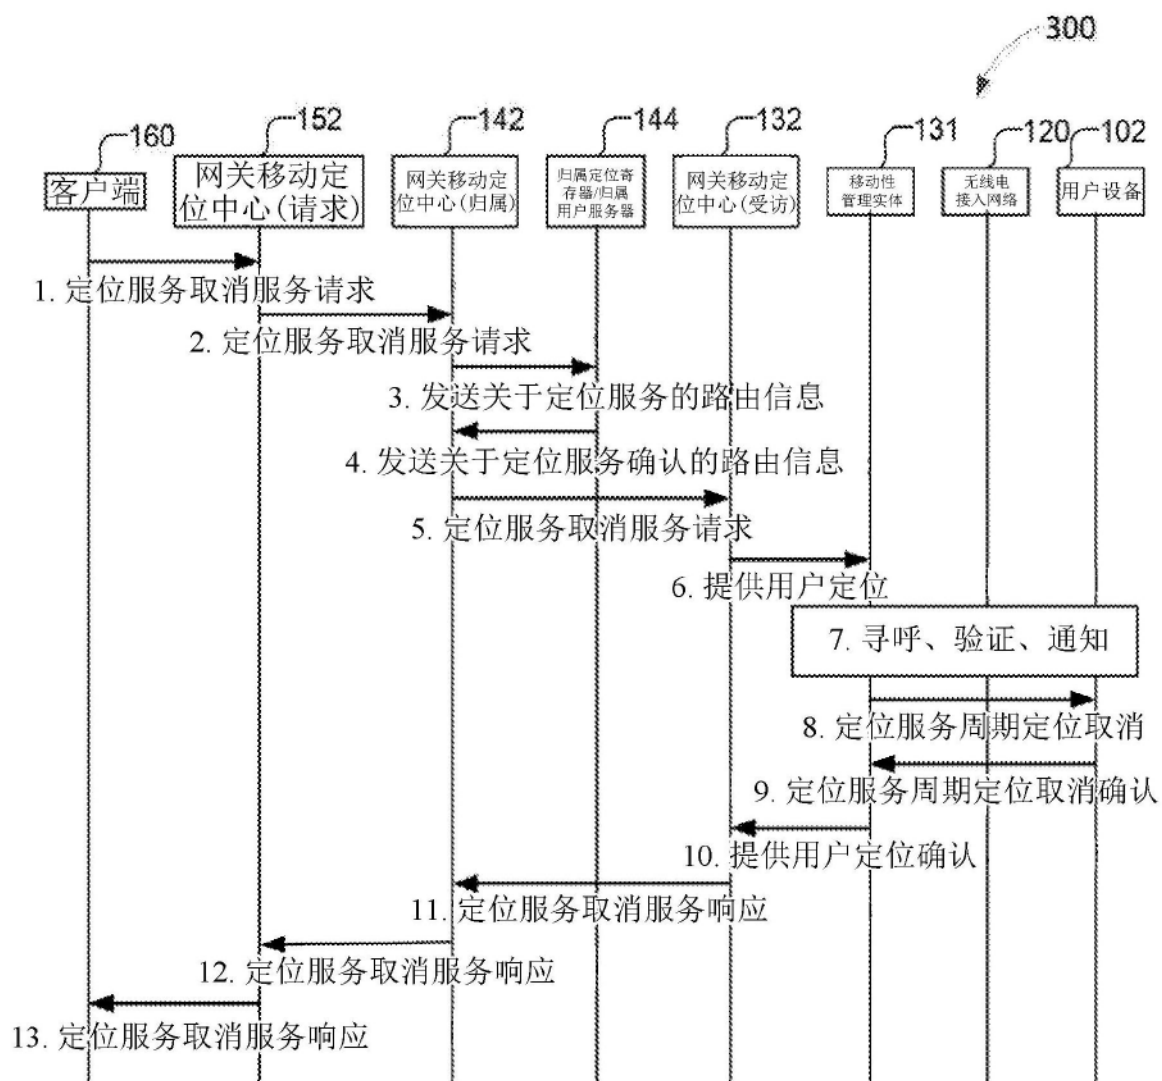 300
160
152
142
144
132
131
120
102
客户端
网关移动定
位中心(请求)
网关移动定
位中心(归属)
归属定位寄
存器/归属
用户服务器
网关移动定
位中心(受访)
移动性
管理实体
无线电
接入网络
用户设备
1. 定位服务取消服务请求
2. 定位服务取消服务请求
3. 发送关于定位服务的路由信息
4. 发送关于定位服务确认的路由信息
5. 定位服务取消服务请求
6. 提供用户定位
7. 寻呼、验证、通知
8. 定位服务周期定位取消
9. 定位服务周期定位取消确认
10. 提供用户定位确认
11. 定位服务取消服务响应
12. 定位服务取消服务响应
13. 定位服务取消服务响应